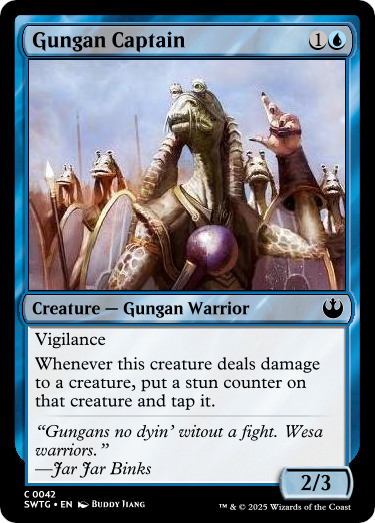 Gungan Captain 1
Creature — Gungan Warrior
Vigilance
Whenever this creature deals damage
to a creature, put a stun counter on
that creature and tap it.
“Gungans no dyin’ witout a fight. Wesa
warriors.”
—Jar Jar Binks
2/3
C 0042
SWTG • EN Buddy Jiang
™ & © 2025 Wizards of the Coast